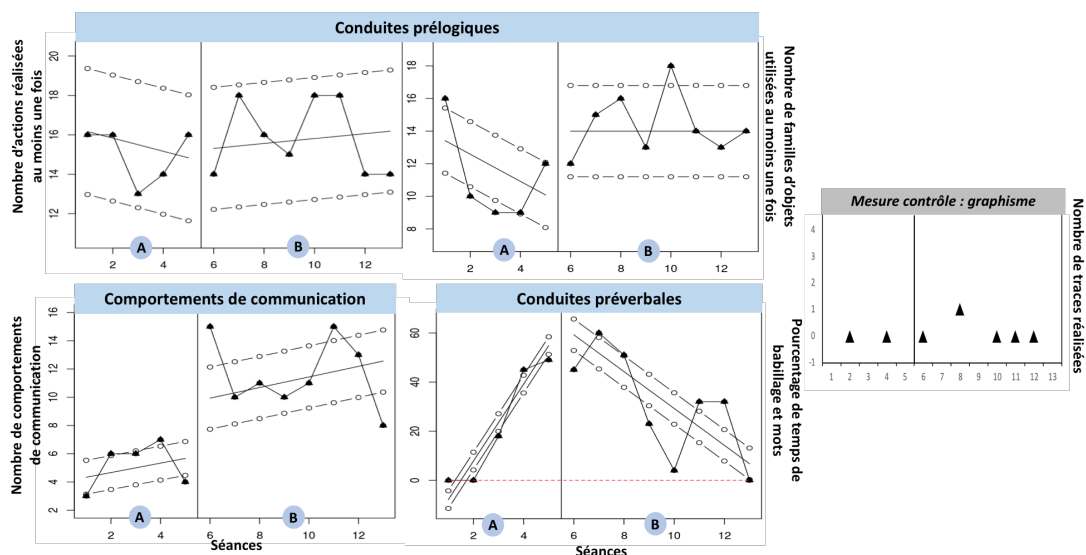 Conduites prélogiques
Nombre d'actions réalisées
au moins une fois
20
18
16
14
12
A
B
2 4 6 8 10 12
18
16
14
12
10
8
A
B
2 4 6 8 10 12
Nombre de familles d'objets
utilisées au moins une fois
Mesure contrôle : graphisme
4
3
2
1
0
-1
1 2 3 4 5 6 7 8 9 10 11 12 13
Nombre de traces réalisées
Comportements de communication
Nombre de comportements
de communication
16
14
12
10
8
6
4
2
A
B
2 4 6 8 10 12
Séances
Conduites préverbales
60
40
20
0
A
B
2 4 6 8 10 12
Séances
Pourcentage de temps de
babillage et mots